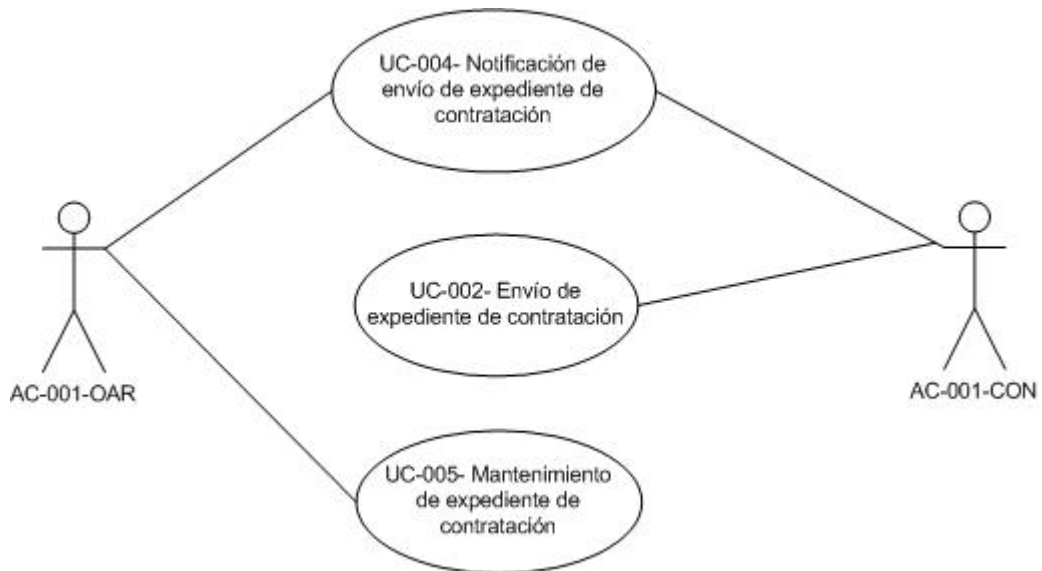 UC-004- Notificación de
envío de expediente de
contratación
UC-002- Envío de
expediente de contratación
AC-001-OAR
AC-001-CON
UC-005- Mantenimiento
de expediente de
contratación